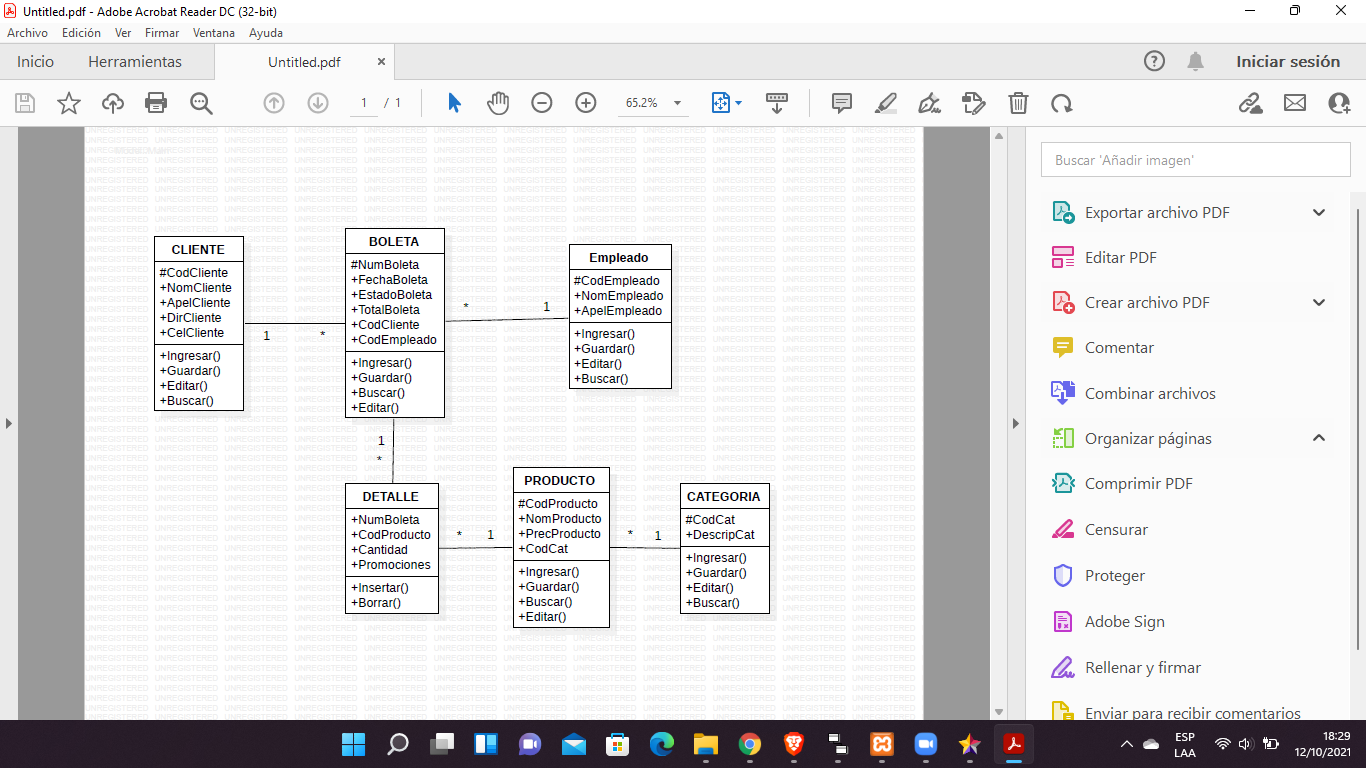 Untitled.pdf - Adobe Acrobat Reader DC (32-bit)
Archivo Edición Ver Firmar Ventana Ayuda
Inicio Herramientas Untitled.pdf × Iniciar sesión
1 / 1 65.2%
Buscar 'Añadir imagen'
Exportar archivo PDF
Editar PDF
Crear archivo PDF
Comentar
Combinar archivos
Organizar páginas
Comprimir PDF
Censurar
Proteger
Adobe Sign
Rellenar y firmar
Enviar para recibir comentarios
CLIENTE
#CodCliente
+NomCliente
+ApelCliente
+DirCliente
+CelCliente
+Ingresar()
+Guardar()
+Editar()
+Buscar()
1 *
BOLETA
#NumBoleta
+FechaBoleta
+EstadoBoleta
+TotalBoleta
+CodCliente
+CodEmpleado
+Ingresar()
+Guardar()
+Buscar()
+Editar()
* 1
Empleado
#CodEmpleado
+NomEmpleado
+ApelEmpleado
+Ingresar()
+Guardar()
+Editar()
+Buscar()
1
*
DETALLE
+NumBoleta
+CodProducto
+Cantidad
+Promociones
+Insertar()
+Borrar()
* 1
PRODUCTO
#CodProducto
+NomProducto
+PrecProducto
+CodCat
+Ingresar()
+Guardar()
+Buscar()
+Editar()
* 1
CATEGORIA
#CodCat
+DescripCat
+Ingresar()
+Guardar()
+Editar()
+Buscar()
UNREGISTERED
ESP
LAA
18:29
12/10/2021